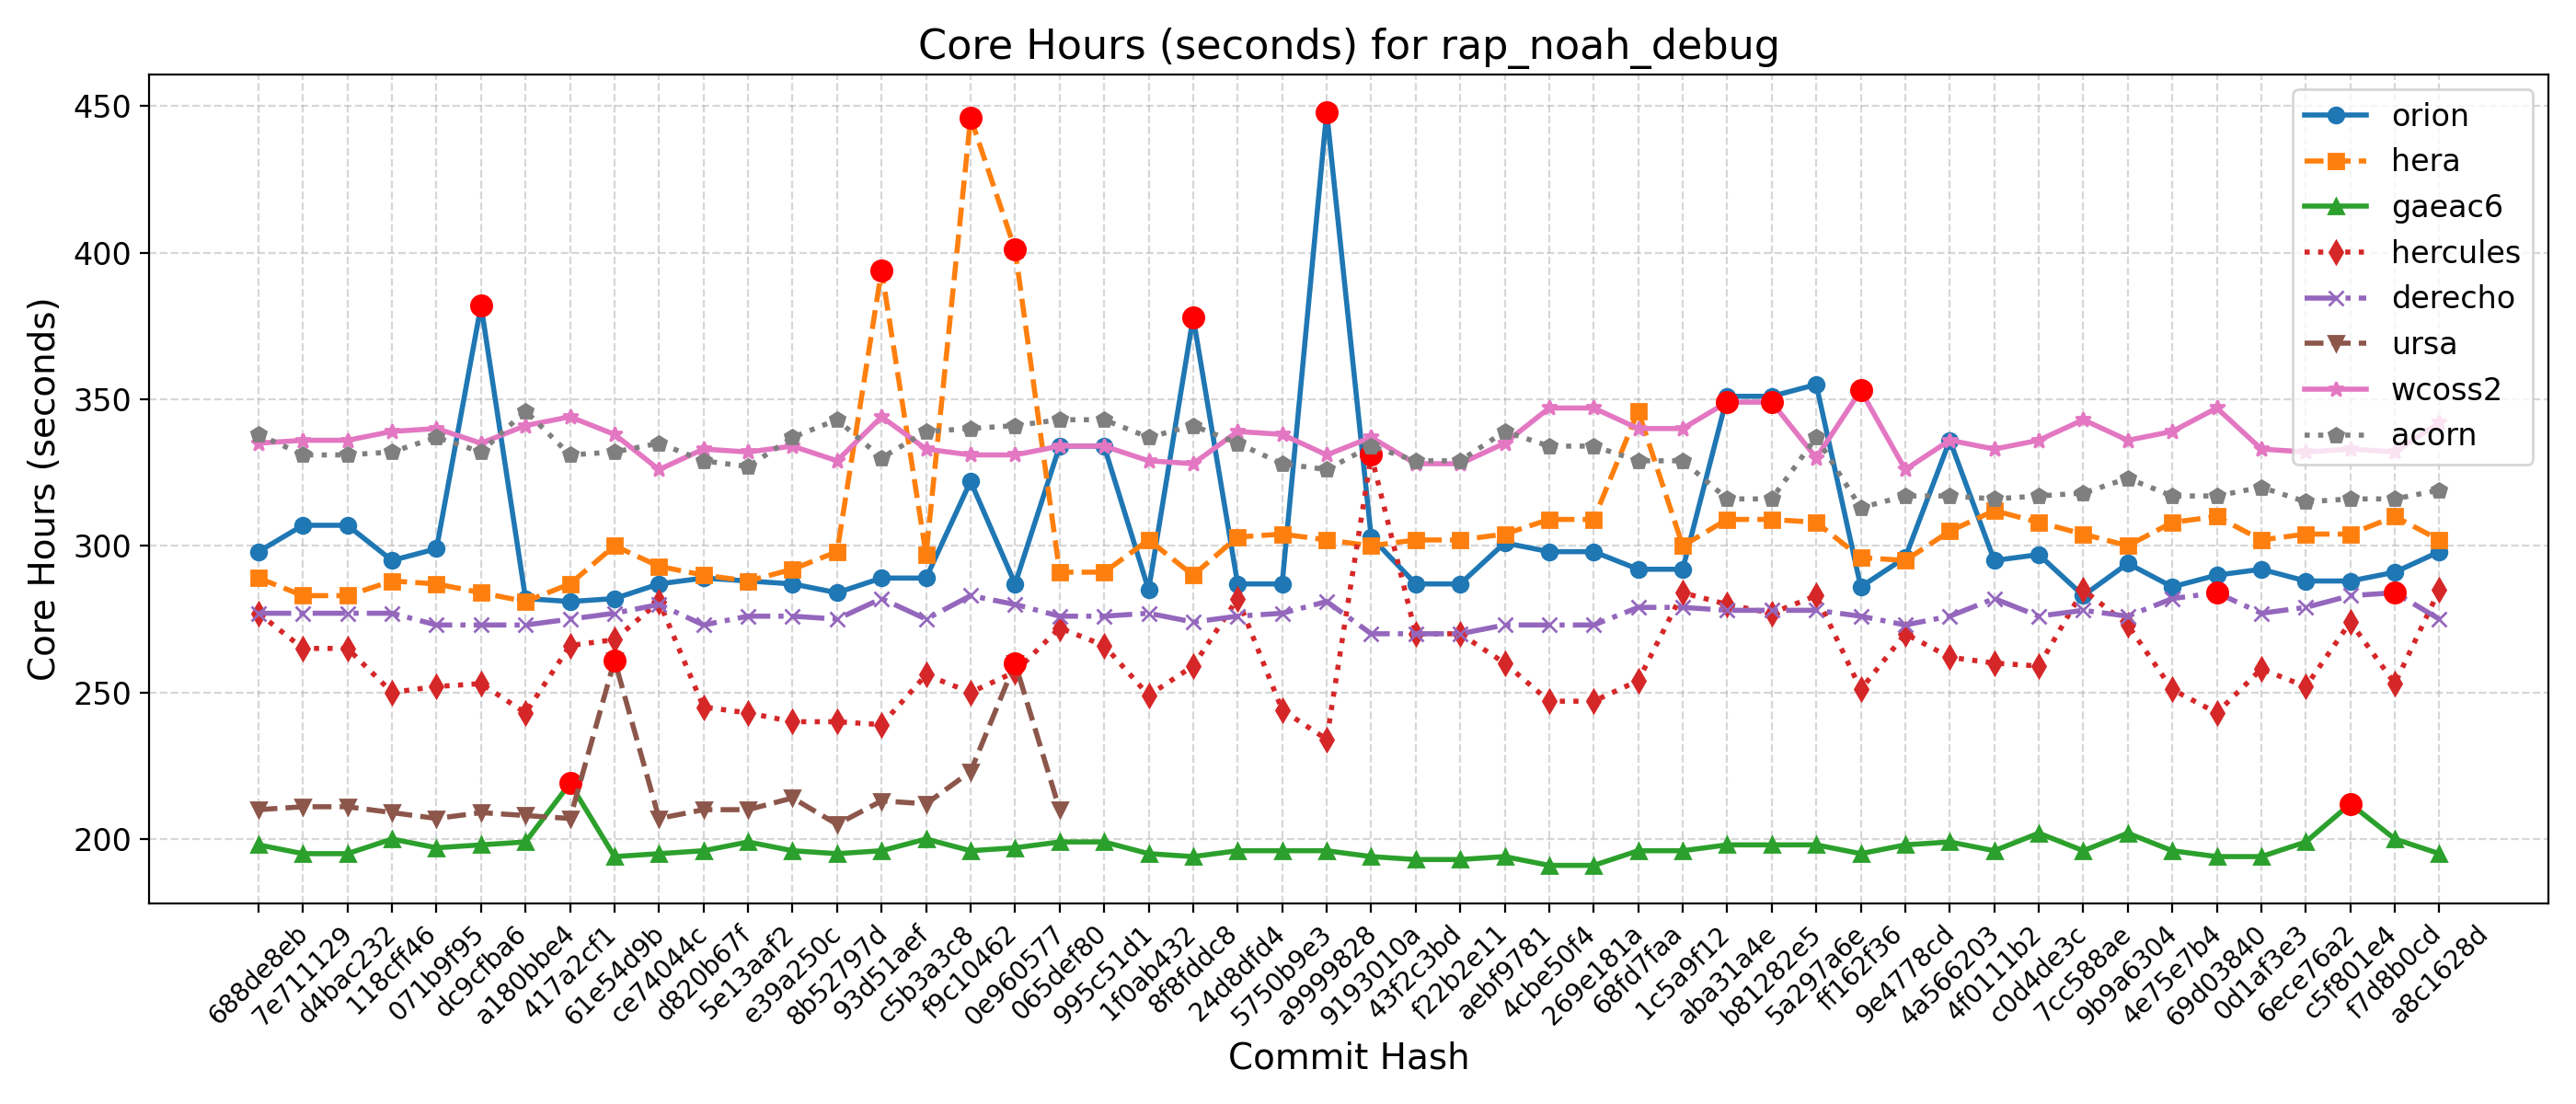 Core Hours (seconds) for rap_noah_debug
Core Hours (seconds)
450
400
350
300
250
200
orion
hera
gaeac6
hercules
derecho
ursa
wcoss2
acorn
688de8eb
7e711129
d4bac232
118cff46
071b9f95
dc9cfba6
a180bbe4
417a2cf1
61e54d9b
ce74044c
d820b67f
5e13aaf2
e39a250c
8b52797d
93d51aef
c5b3a3c8
f9c10462
0e960577
065def80
995c51d1
1f0ab432
8f8fddc8
24d8dfd4
5750b9e3
a9999828
9193010a
43f2c3bd
f22b2e11
aebf9781
4cbe50f4
269e181a
68fd7faa
1c5a9f12
aba31a4e
b81282e5
5a297a6e
ff162f36
9e4778cd
4a566203
4f0111b2
c0d4de3c
7cc588ae
9b9a6304
4e75e7b4
69d03840
0d1af3e3
6ece76a2
c5f801e4
f7d8b0cd
a8c1628d
Commit Hash